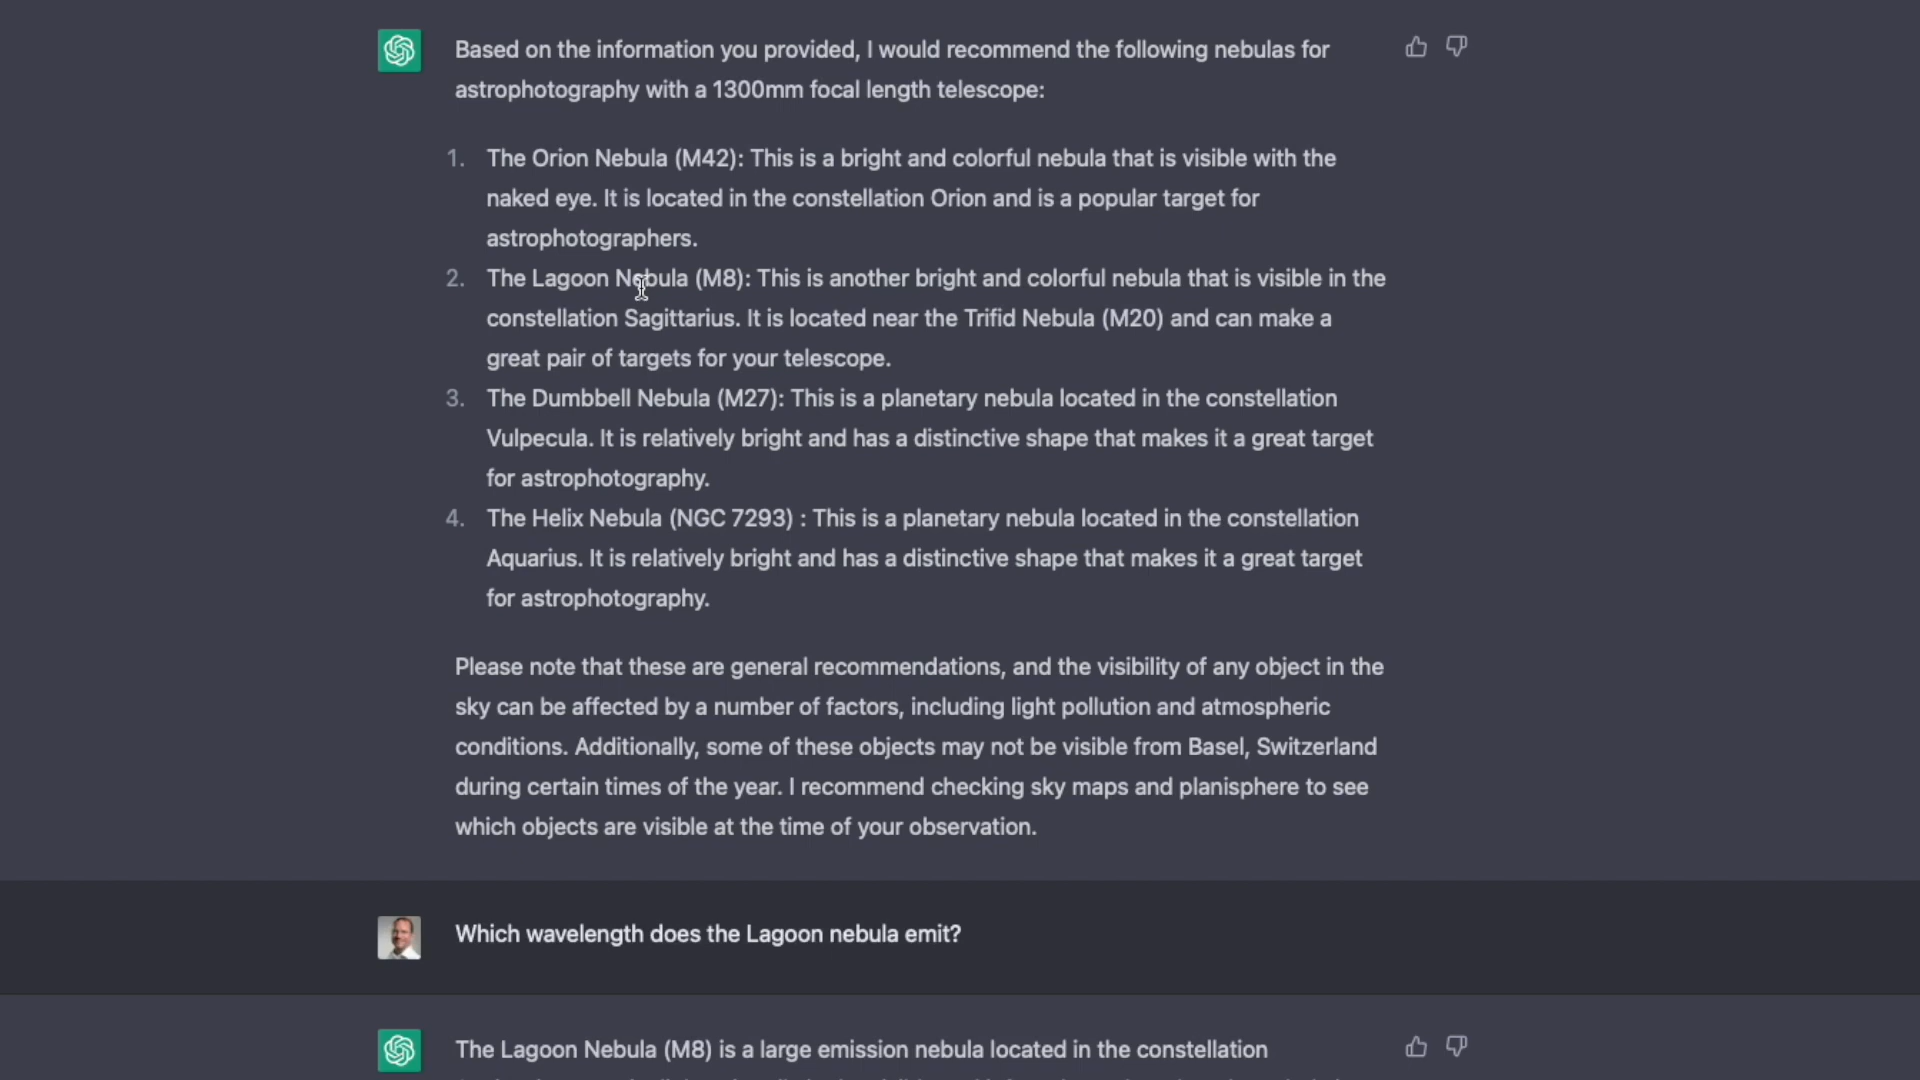 Based on the information you provided, I would recommend the following nebulas for
astrophotography with a 1300mm focal length telescope:
1. The Orion Nebula (M42): This is a bright and colorful nebula that is visible with the
naked eye. It is located in the constellation Orion and is a popular target for
astrophotographers.
2. The Lagoon Nebula (M8): This is another bright and colorful nebula that is visible in the
constellation Sagittarius. It is located near the Trifid Nebula (M20) and can make a
great pair of targets for your telescope.
3. The Dumbbell Nebula (M27): This is a planetary nebula located in the constellation
Vulpecula. It is relatively bright and has a distinctive shape that makes it a great target
for astrophotography.
4. The Helix Nebula (NGC 7293) : This is a planetary nebula located in the constellation
Aquarius. It is relatively bright and has a distinctive shape that makes it a great target
for astrophotography.
Please note that these are general recommendations, and the visibility of any object in the
sky can be affected by a number of factors, including light pollution and atmospheric
conditions. Additionally, some of these objects may not be visible from Basel, Switzerland
during certain times of the year. I recommend checking sky maps and planisphere to see
which objects are visible at the time of your observation.
Which wavelength does the Lagoon nebula emit?
The Lagoon Nebula (M8) is a large emission nebula located in the constellation